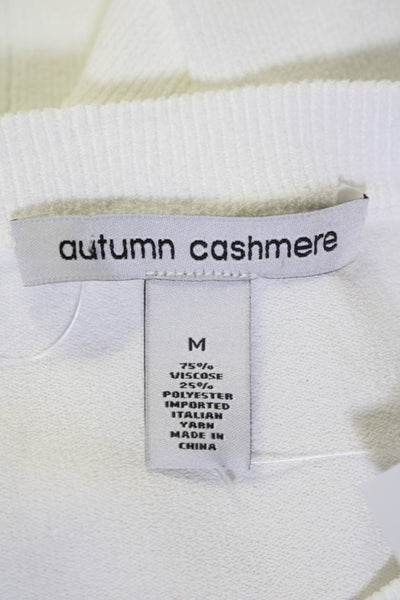 autumn cashmere
M
75%
VISCOSE
25%
POLYESTER
IMPORTED
ITALIAN
YARN
MADE IN
CHINA